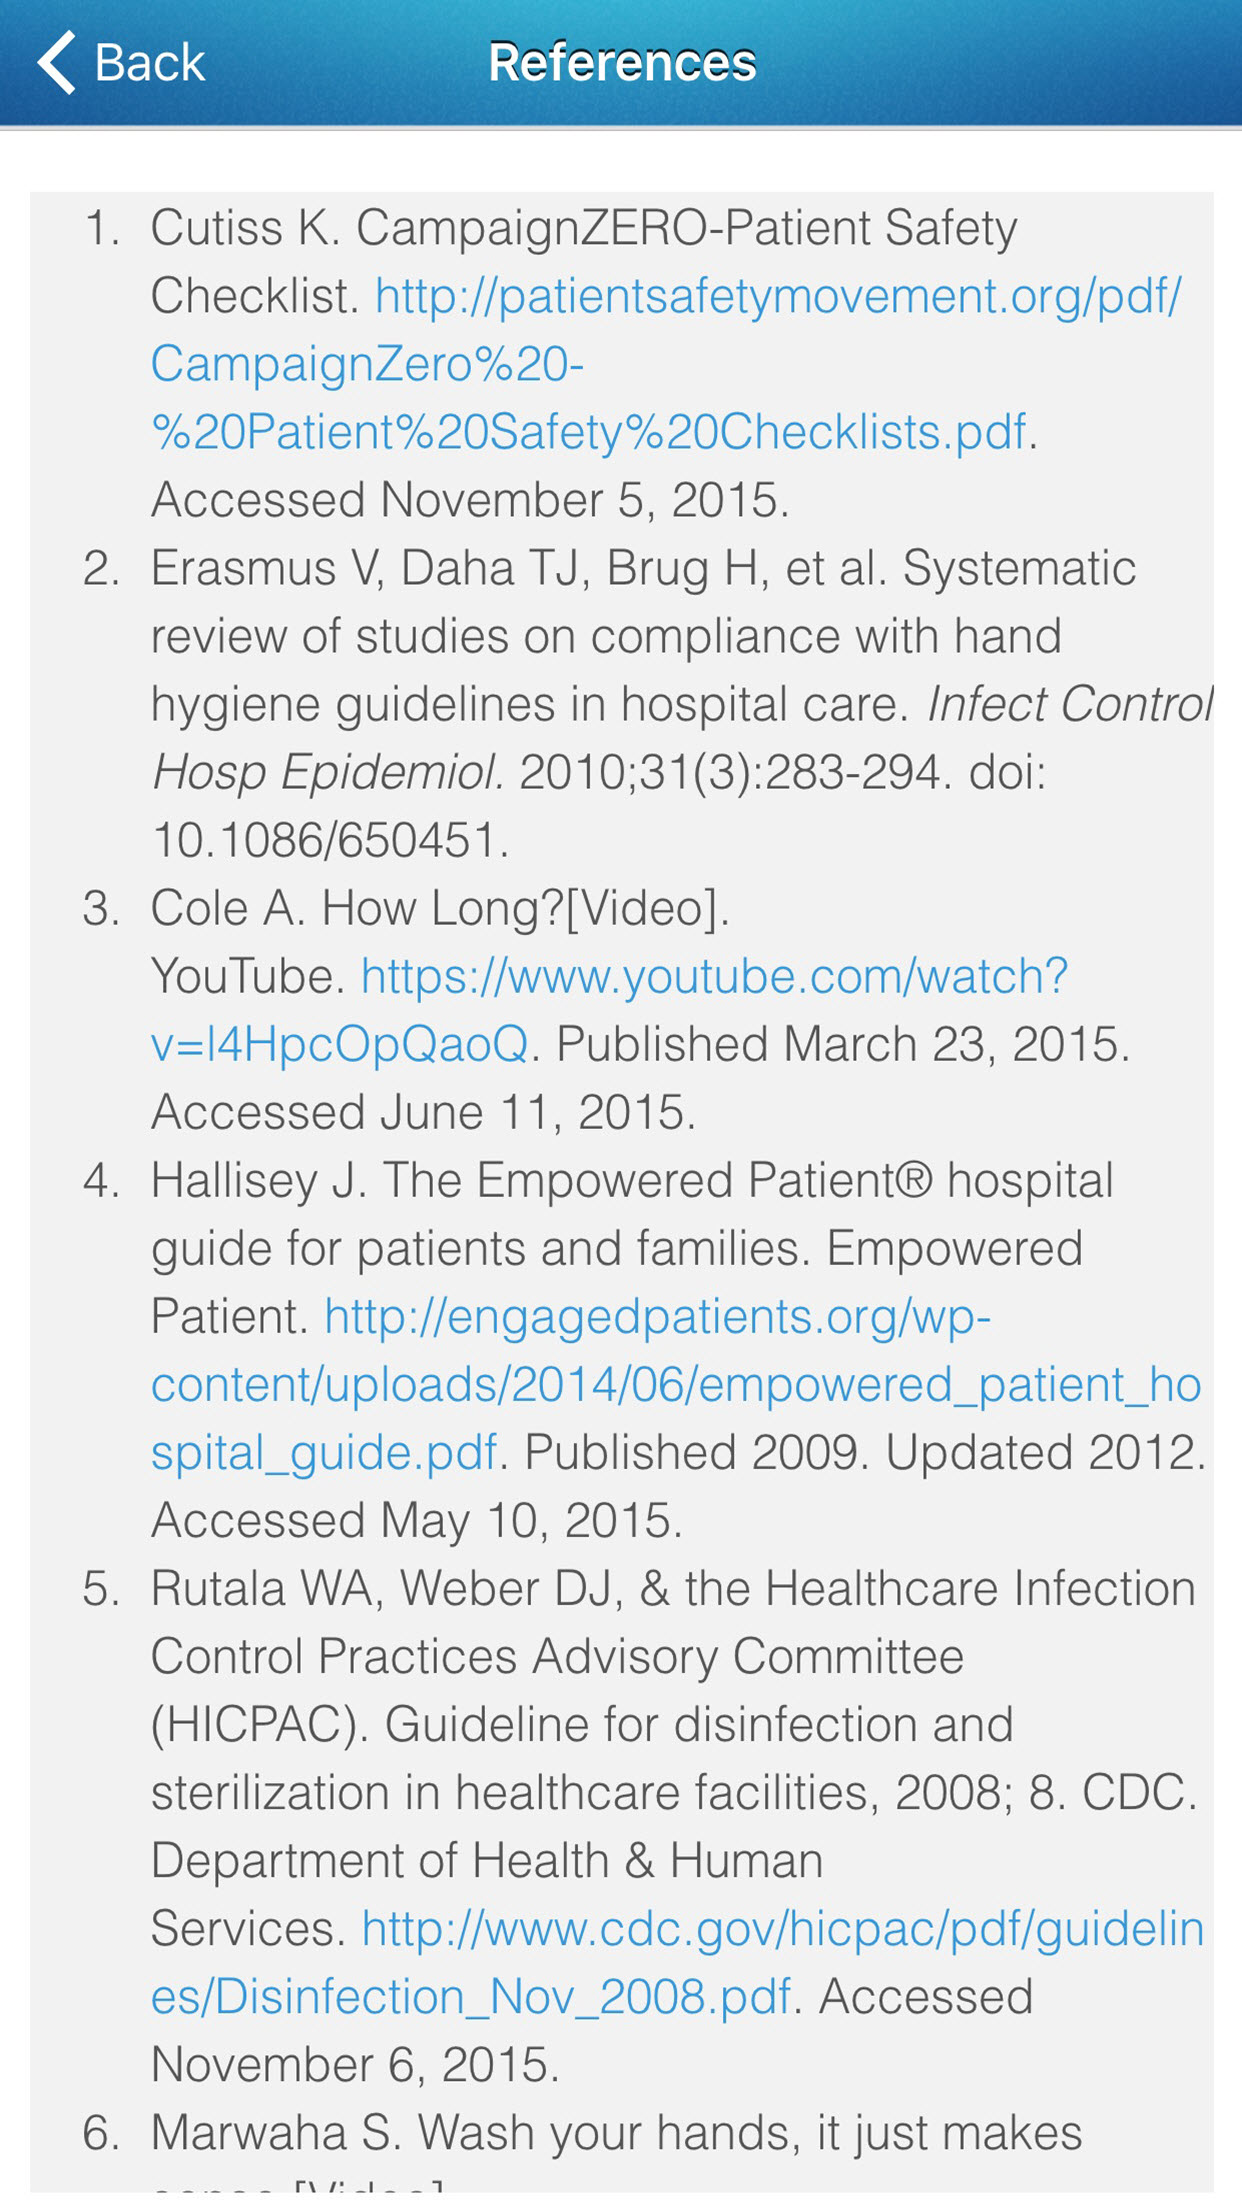 Back
References
1. Cutiss K. CampaignZERO-Patient Safety
Checklist. http://patientsafetymovement.org/pdf/
CampaignZero%20-
%20Patient%20Safety%20Checklists.pdf.
Accessed November 5, 2015.
2. Erasmus V, Daha TJ, Brug H, et al. Systematic
review of studies on compliance with hand
hygiene guidelines in hospital care. Infect Control
Hosp Epidemiol. 2010;31(3):283-294. doi:
10.1086/650451.
3. Cole A. How Long?[Video].
YouTube. https://www.youtube.com/watch?
v=l4HpcOpQaoQ. Published March 23, 2015.
Accessed June 11, 2015.
4. Hallisey J. The Empowered Patient® hospital
guide for patients and families. Empowered
Patient. http://engagedpatients.org/wp-
content/uploads/2014/06/empowered_patient_ho
spital_guide.pdf. Published 2009. Updated 2012.
Accessed May 10, 2015.
5. Rutala WA, Weber DJ, & the Healthcare Infection
Control Practices Advisory Committee
(HICPAC). Guideline for disinfection and
sterilization in healthcare facilities, 2008; 8. CDC.
Department of Health & Human
Services. http://www.cdc.gov/hicpac/pdf/guidelin
es/Disinfection_Nov_2008.pdf. Accessed
November 6, 2015.
6. Marwaha S. Wash your hands, it just makes